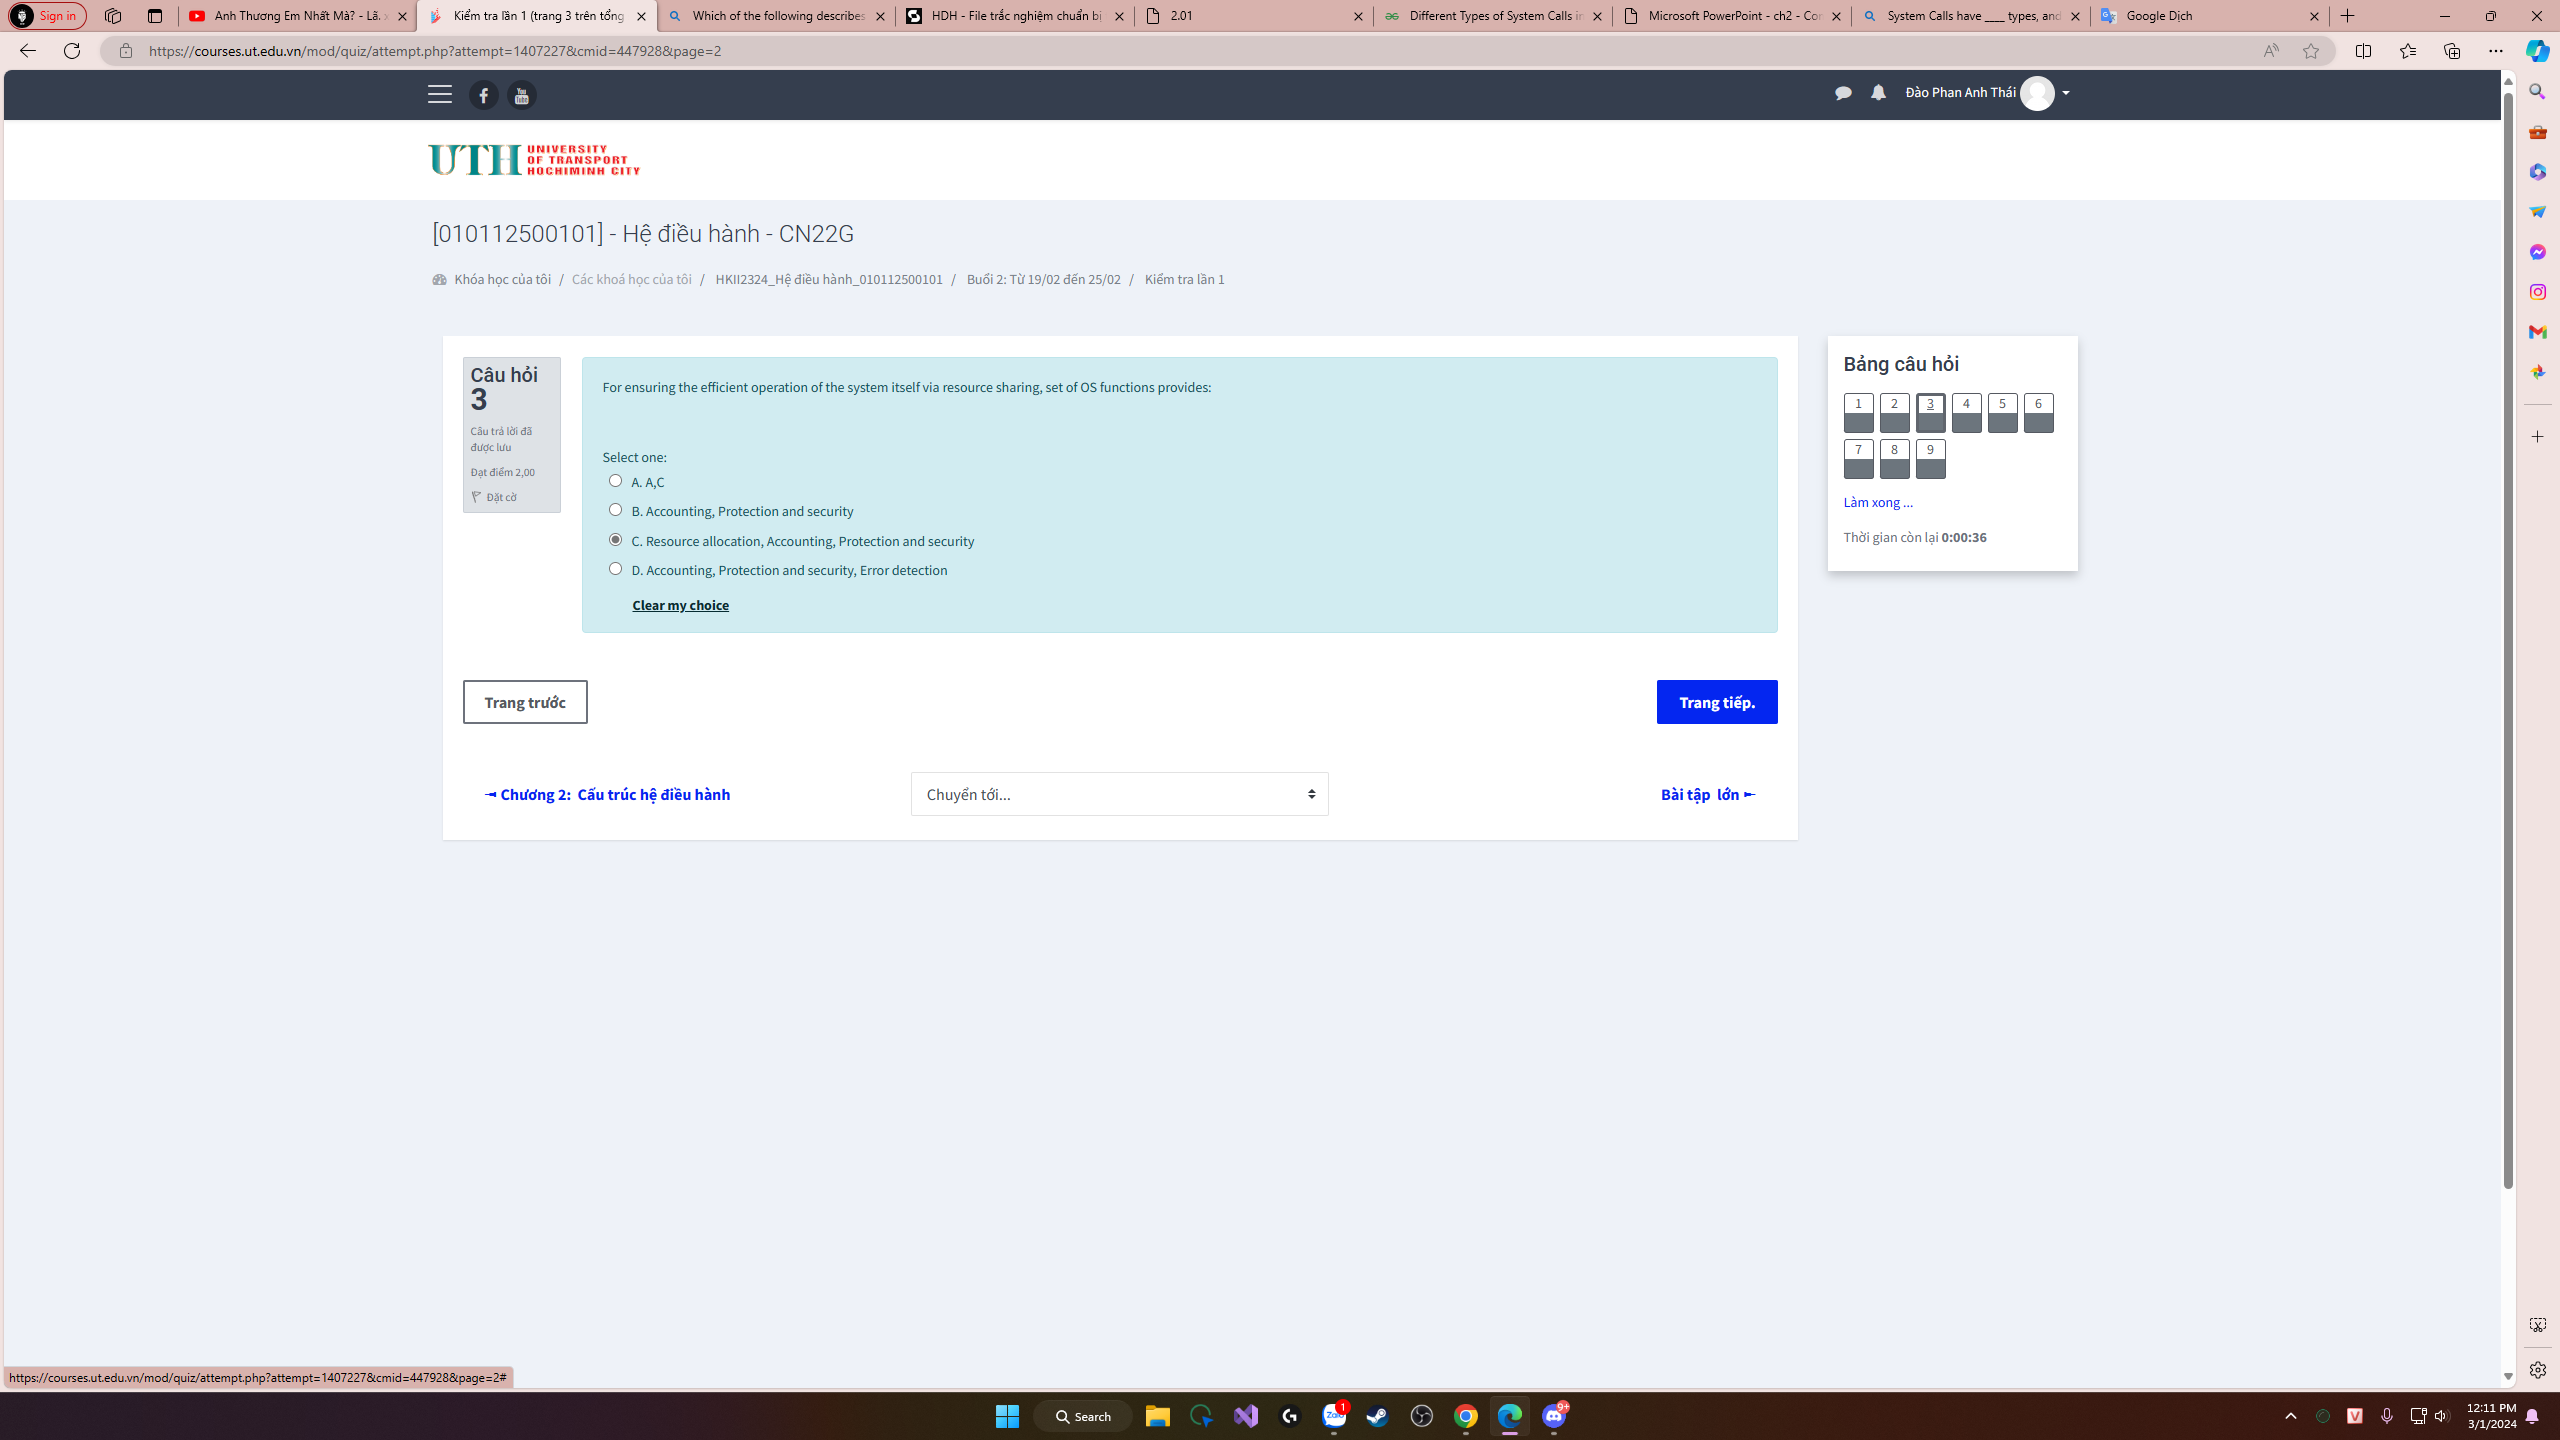 Sign in
Anh Thương Em Nhất Mà? - Lã. x
Kiểm tra lần 1 (trang 3 trên tổng
Which of the following describes
HDH - File trắc nghiệm chuẩn bị
2.01
Different Types of System Calls in
Microsoft PowerPoint - ch2 - Con
System Calls have ____ types, and
Google Dịch
https://courses.ut.edu.vn/mod/quiz/attempt.php?attempt=1407227&cmid=447928&page=2
You Tube
Đào Phan Anh Thái
UTH UNIVERSITY
OF TRANSPORT
HOCHIMINH CITY
[010112500101] - Hệ điều hành - CN22G
Khóa học của tôi / Các khoá học của tôi / HKII2324_Hệ điều hành_010112500101 / Buổi 2: Từ 19/02 đến 25/02 / Kiểm tra lần 1
Câu hỏi
3
Câu trả lời đã
được lưu
Đạt điểm 2,00
Đặt cờ
For ensuring the efficient operation of the system itself via resource sharing, set of OS functions provides:
Select one:
A. A,C
B. Accounting, Protection and security
C. Resource allocation, Accounting, Protection and security
D. Accounting, Protection and security, Error detection
Clear my choice
Trang trước
Trang tiếp.
◄ Chương 2: Cấu trúc hệ điều hành
Chuyển tới...
Bài tập lớn ►
Bảng câu hỏi
1 2 3 4 5 6
7 8 9
Làm xong ...
Thời gian còn lại 0:00:36
https://courses.ut.edu.vn/mod/quiz/attempt.php?attempt=1407227&cmid=447928&page=2#
Search
Zalo
1
9+
V
12:11 PM
3/1/2024